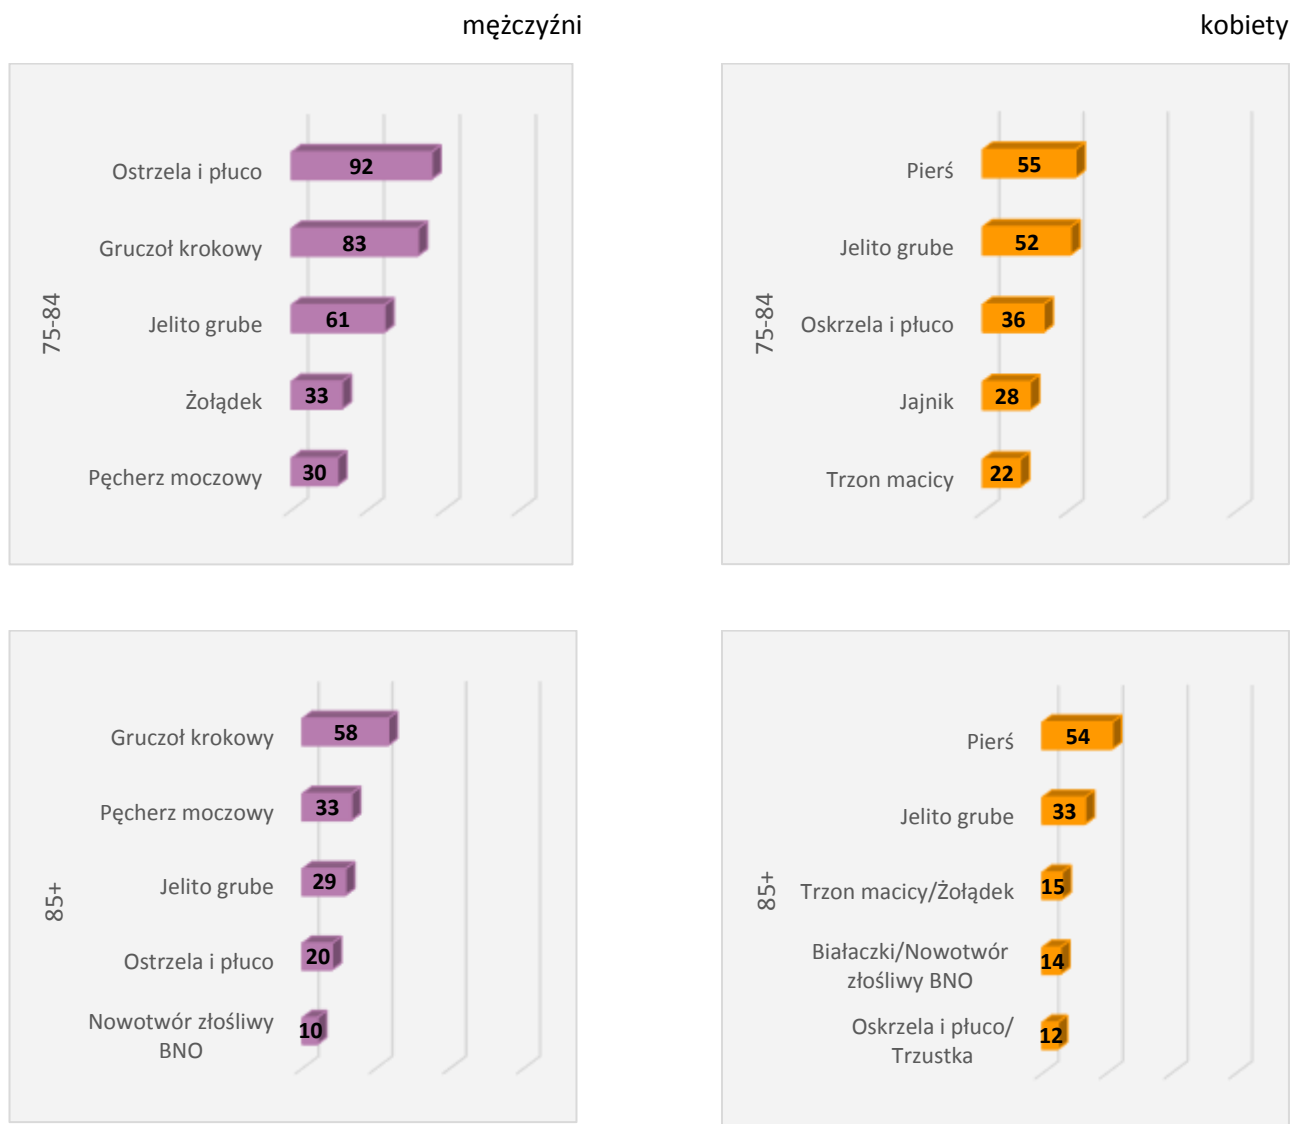 mężczyźni
kobiety
75-84
Ostrzela i płuco
92
Gruczoł krokowy
83
Jelito grube
61
Żołądek
33
Pęcherz moczowy
30
75-84
Pierś
55
Jelito grube
52
Oskrzela i płuco
36
Jajnik
28
Trzon macicy
22
85+
Gruczoł krokowy
58
Pęcherz moczowy
33
Jelito grube
29
Ostrzela i płuco
20
Nowotwór złośliwy
BNO
10
85+
Pierś
54
Jelito grube
33
Trzon macicy/Żołądek
15
Białaczki/Nowotwór
złośliwy BNO
14
Oskrzela i płuco/
Trzustka
12